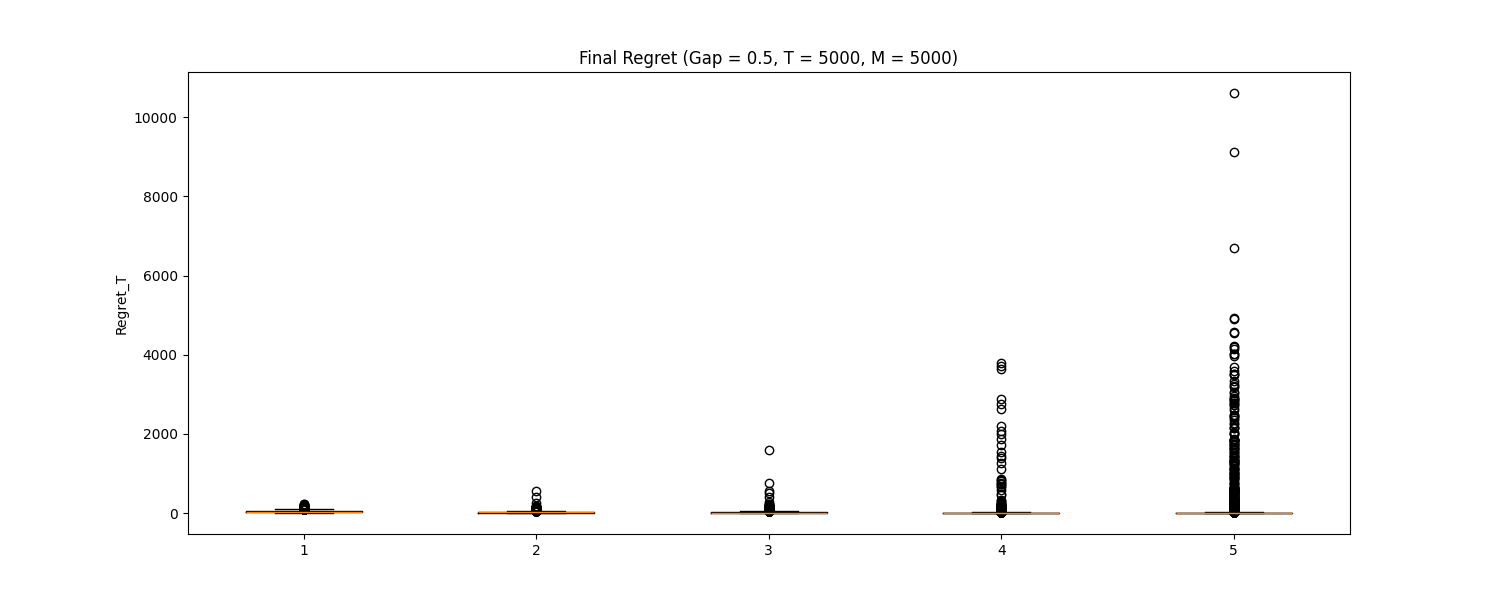 Final Regret (Gap = 0.5, T = 5000, M = 5000)
Regret_T
10000
8000
6000
4000
2000
0
1 2 3 4 5